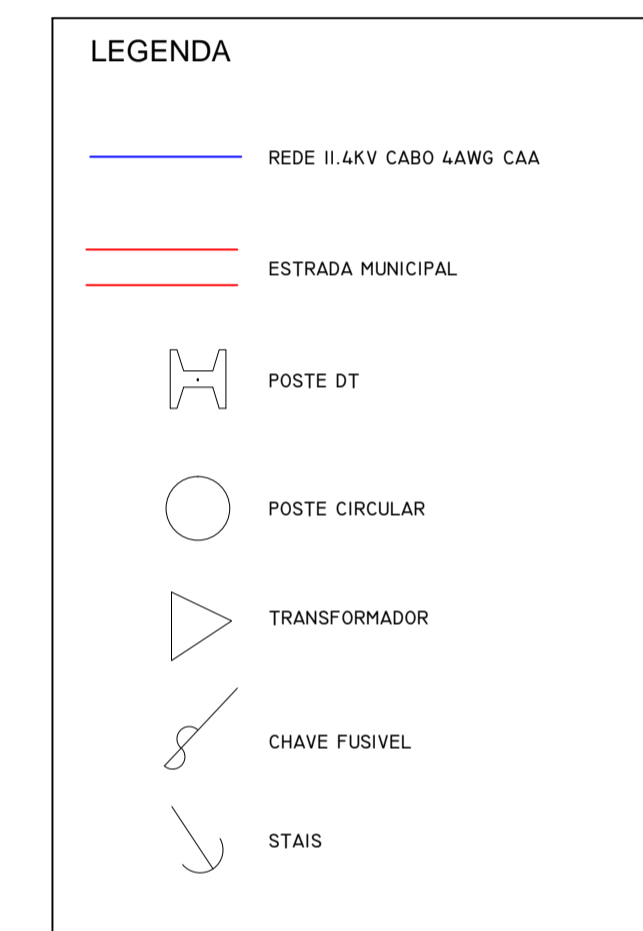 LEGENDA
REDE 11.4KV CABO 4AWG CAA
ESTRADA MUNICIPAL
POSTE DT
POSTE CIRCULAR
TRANSFORMADOR
CHAVE FUSIVEL
STAIS